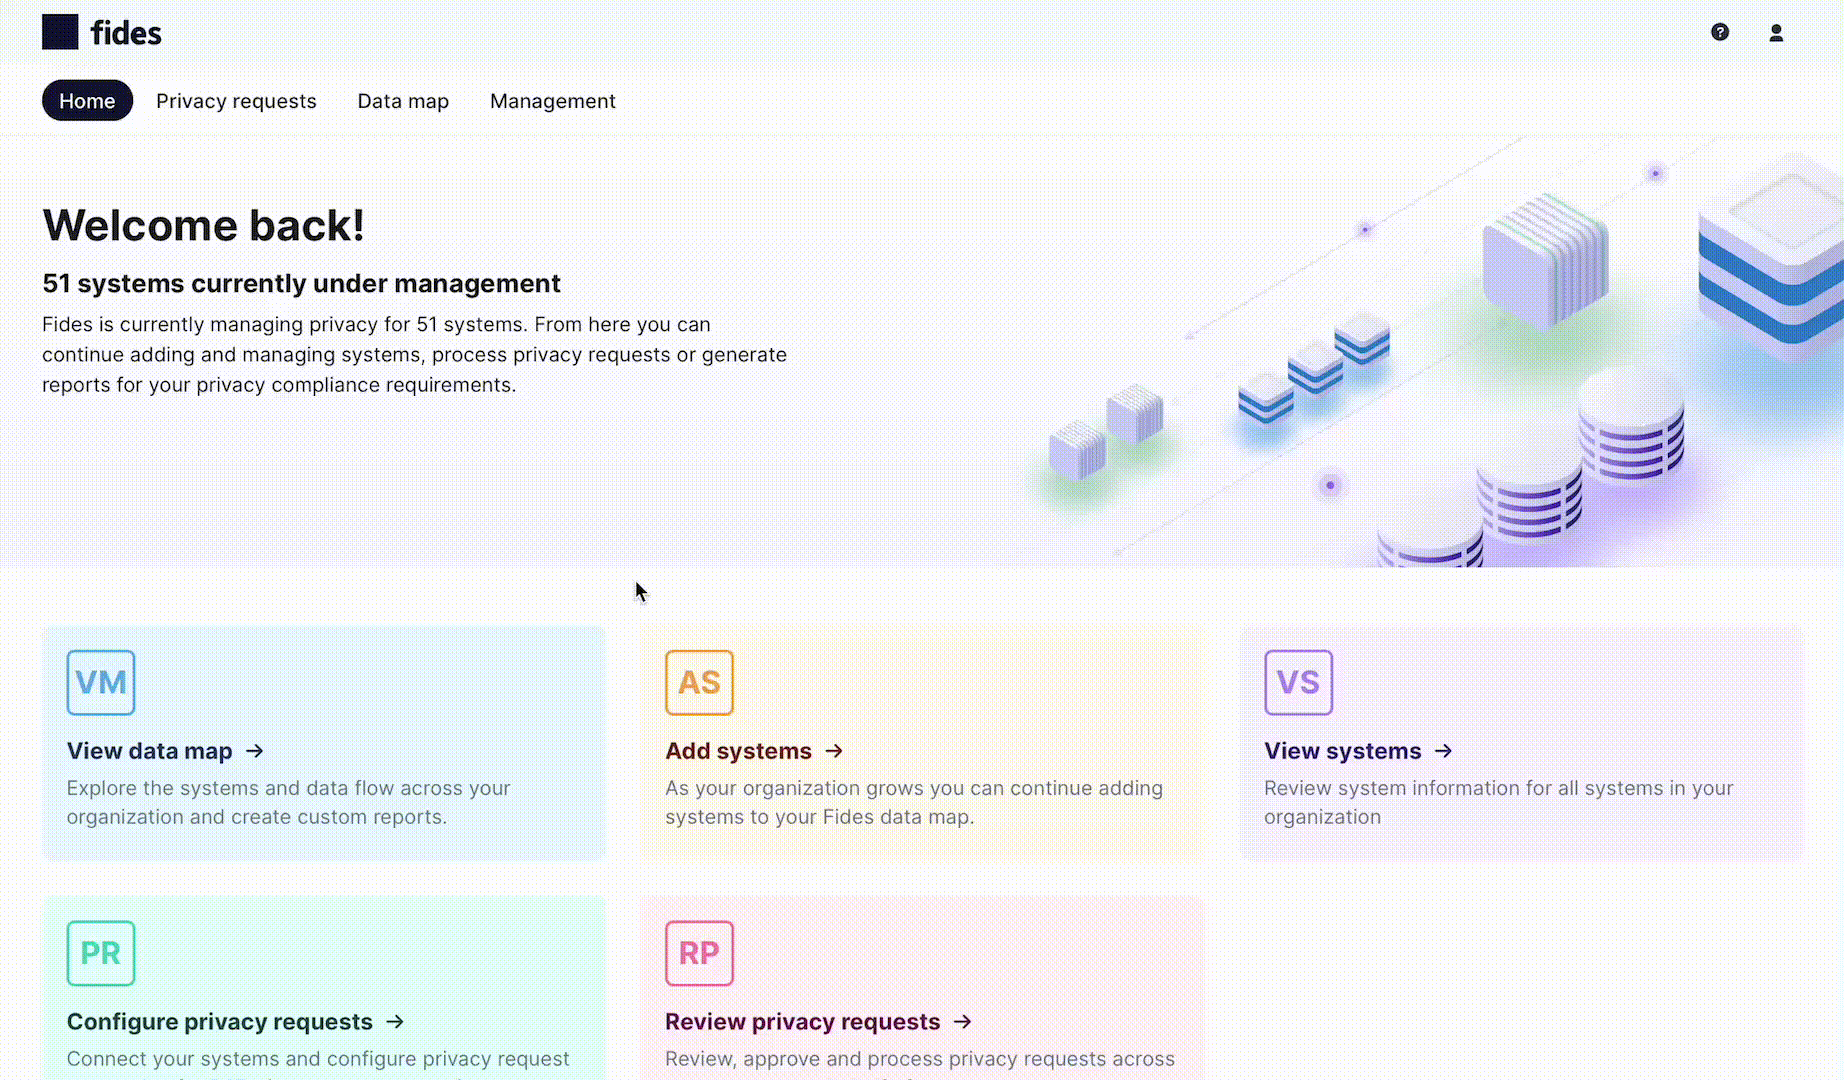 fides
?
Home
Privacy requests
Data map
Management
Welcome back!
51 systems currently under management
Fides is currently managing privacy for 51 systems. From here you can
continue adding and managing systems, process privacy requests or generate
reports for your privacy compliance requirements.
VM
View data map →
Explore the systems and data flow across your
organization and create custom reports.
AS
Add systems →
As your organization grows you can continue adding
systems to your Fides data map.
VS
View systems →
Review system information for all systems in your
organization
PR
Configure privacy requests →
Connect your systems and configure privacy request
RP
Review privacy requests →
Review, approve and process privacy requests across